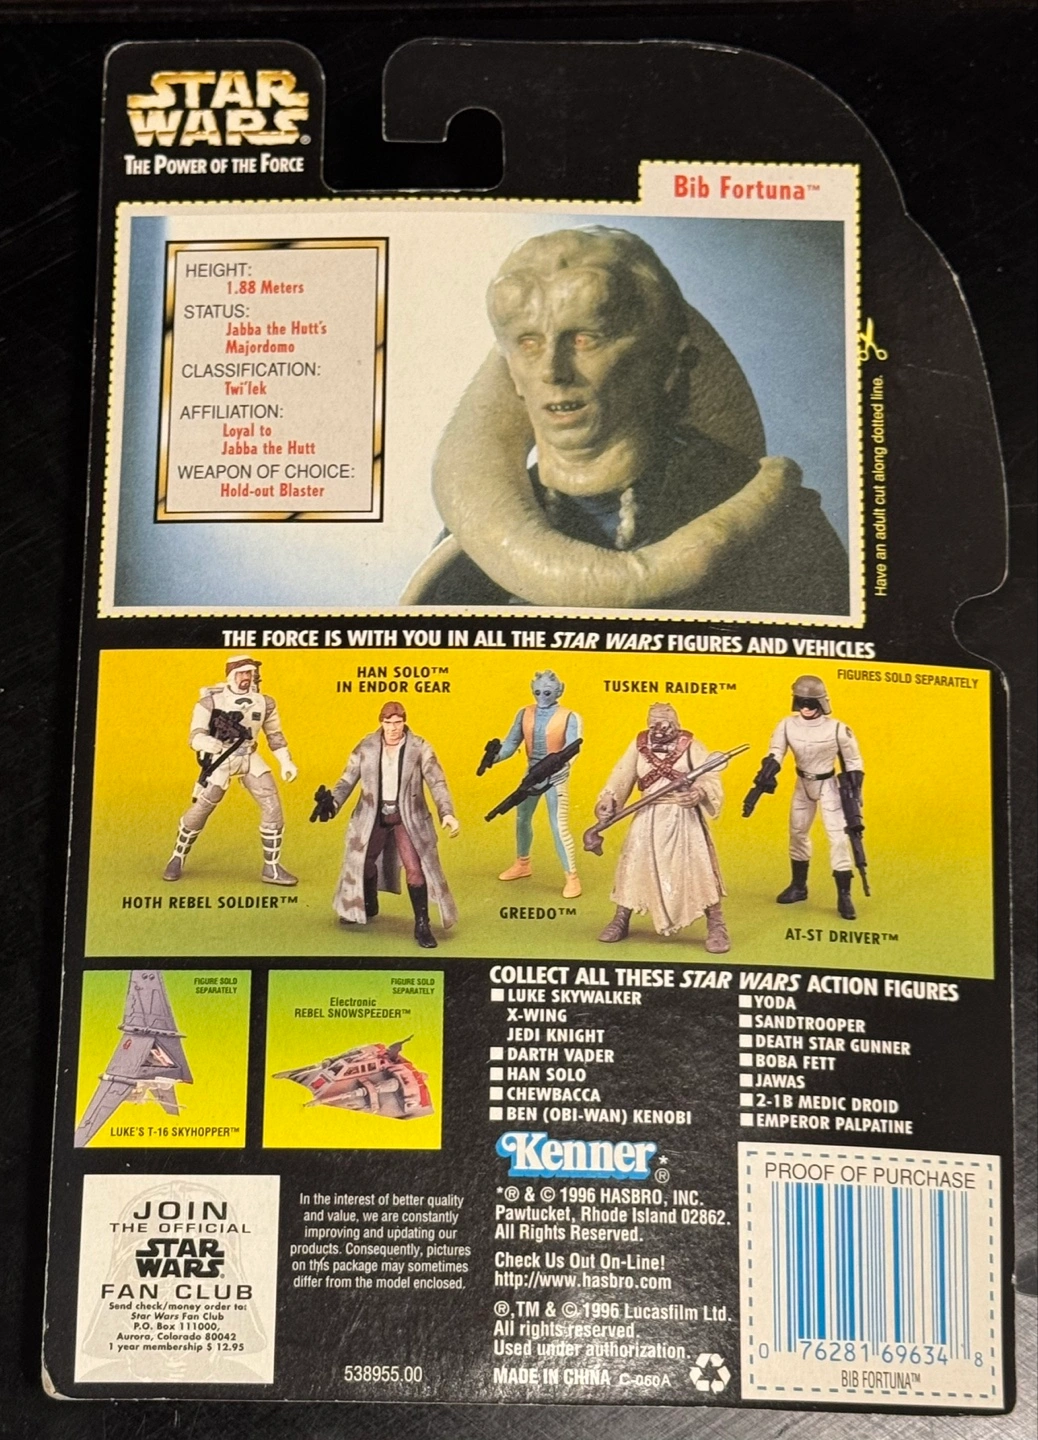 STAR
WARS®
THE POWER OF THE FORCE
Bib Fortuna™
HEIGHT:
1.88 Meters
STATUS:
Jabba the Hutt's
Majordomo
CLASSIFICATION:
Twi'lek
AFFILIATION:
Loyal to
Jabba the Hutt
WEAPON OF CHOICE:
Hold-out Blaster
Have an adult cut along dotted line.
THE FORCE IS WITH YOU IN ALL THE STAR WARS FIGURES AND VEHICLES
FIGURES SOLD SEPARATELY
HAN SOLO™
IN ENDOR GEAR
TUSKEN RAIDER™
HOTH REBEL SOLDIER™
GREEDO™
AT-ST DRIVER™
FIGURE SOLD
SEPARATELY
LUKE'S T-16 SKYHOPPER™
FIGURE SOLD
SEPARATELY
Electronic
REBEL SNOWSPEEDER™
COLLECT ALL THESE STAR WARS ACTION FIGURES
LUKE SKYWALKER
X-WING
JEDI KNIGHT
DARTH VADER
HAN SOLO
CHEWBACCA
BEN (OBI-WAN) KENOBI
YODA
SANDTROOPER
DEATH STAR GUNNER
BOBA FETT
JAWAS
2-1B MEDIC DROID
EMPEROR PALPATINE
JOIN
THE OFFICIAL
STAR
WARS
FAN CLUB
Send check/money order to:
Star Wars Fan Club
P.O. Box 111000,
Aurora, Colorado 80042
1 year membership $ 12.95
In the interest of better quality
and value, we are constantly
improving and updating our
products. Consequently, pictures
on this package may sometimes
differ from the model enclosed.
538955.00
Kenner*®
*® & © 1996 HASBRO, INC.
Pawtucket, Rhode Island 02862.
All Rights Reserved.
Check Us Out On-Line!
http://www.hasbro.com
®,TM & © 1996 Lucasfilm Ltd.
All rights reserved.
Used under authorization.
MADE IN CHINA C-060A
PROOF OF PURCHASE
0 76281 69634 8
BIB FORTUNA™